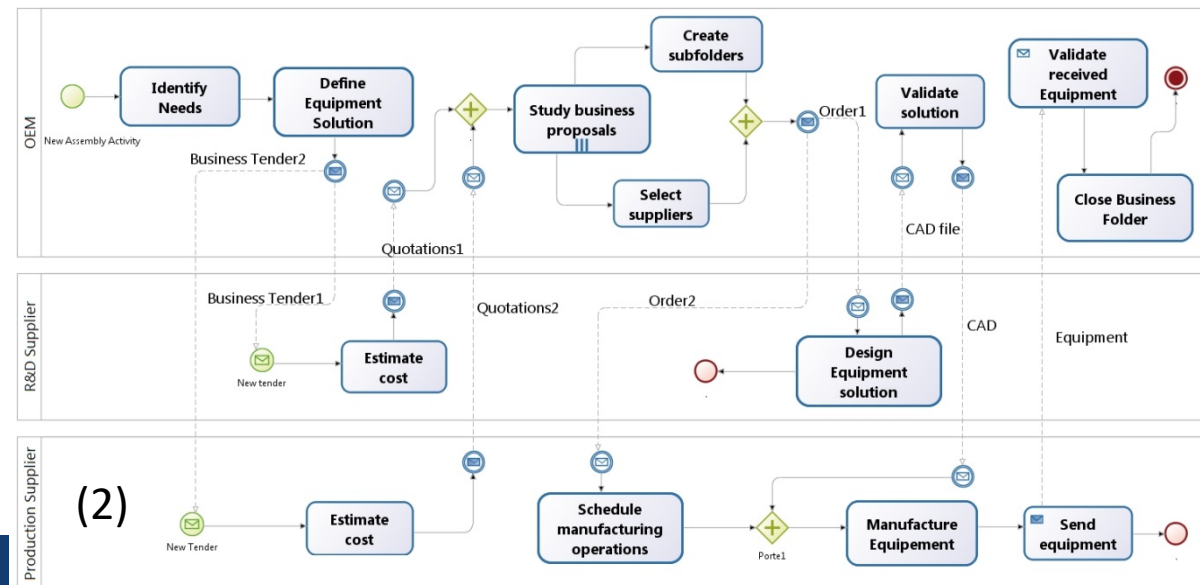 OEM
New Assembly Activity
Identify
Needs
Define
Equipment
Solution
Business Tender2
Quotations1
Study business
proposals
Create
subfolders
Select
suppliers
Order1
Validate
solution
CAD file
Validate
received
Equipment
Close Business
Folder
R&D Supplier
Business Tender1
New tender
Estimate
cost
Quotations2
Order2
Design
Equipment
solution
CAD
Equipment
Production Supplier
(2)
New Tender
Estimate
cost
Schedule
manufacturing
operations
Porte1
Manufacture
Equipement
Send
equipment